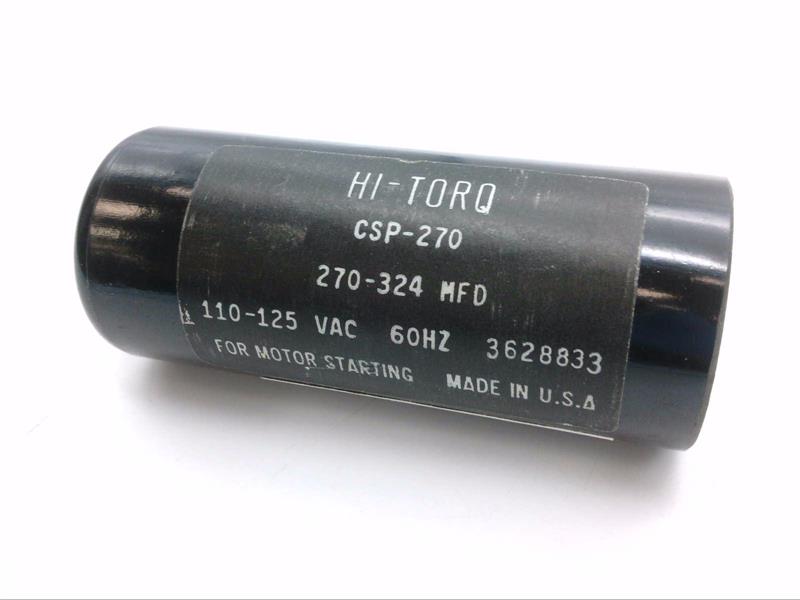 HI-TORQ
CSP-270
270-324 MFD
110-125 VAC 60HZ 3628833
FOR MOTOR STARTING MADE IN U.S.A